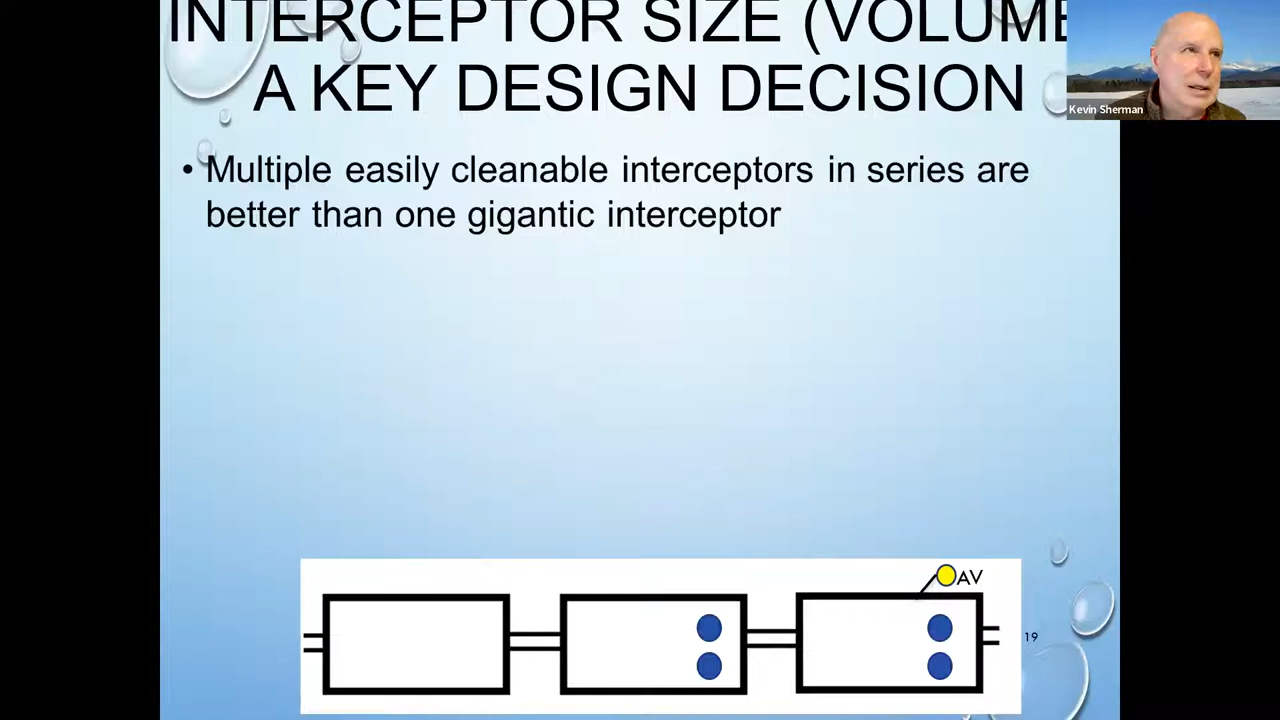 INTERCEPTOR SIZE (VOLUME
A KEY DESIGN DECISION
Kevin Sherman
• Multiple easily cleanable interceptors in series are
better than one gigantic interceptor
AV
19